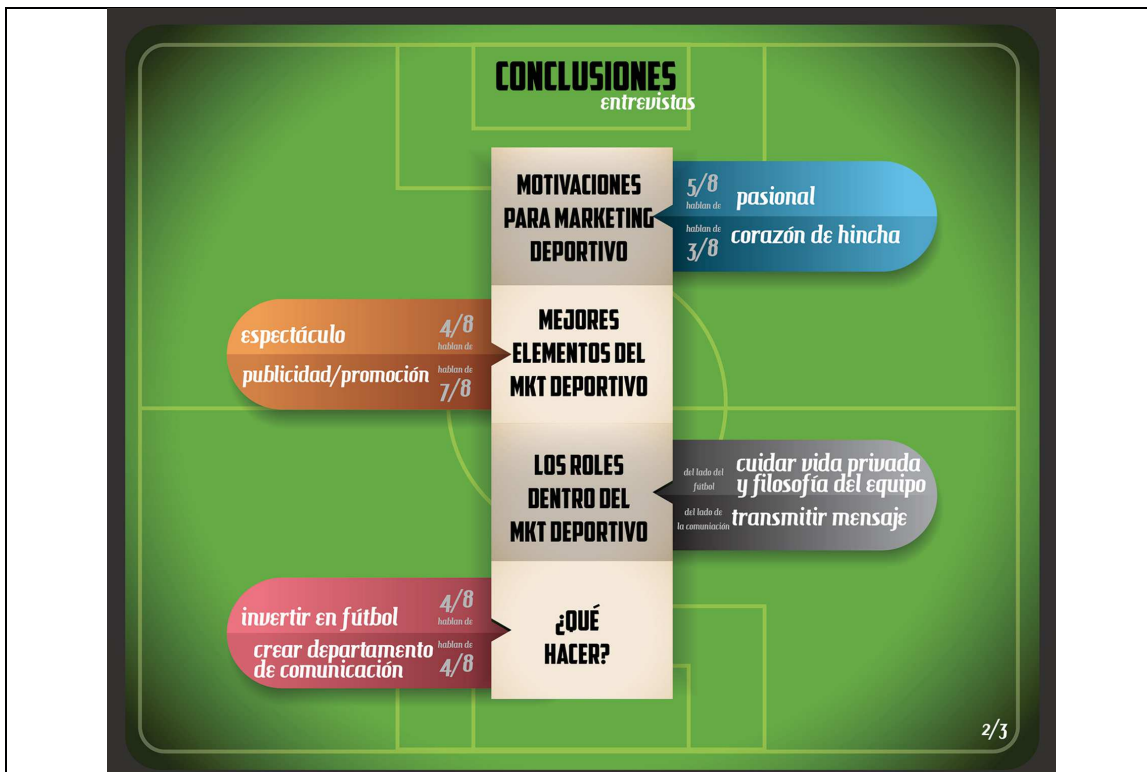 CONCLUSIONES
entrevistas
MOTIVACIONES
PARA MARKETING
DEPORTIVO
5/8
hablan de
pasional
hablan de
3/8
corazón de hincha
MEJORES
ELEMENTOS DEL
MKT DEPORTIVO
espectáculo
4/8
hablan de
publicidad/promoción
hablan de
7/8
LOS ROLES
DENTRO DEL
MKT DEPORTIVO
del lado del
fútbol
cuidar vida privada
y filosofía del equipo
del lado de
la comuniación
transmitir mensaje
¿QUÉ
HACER?
invertir en fútbol
4/8
hablan de
crear departamento
de comunicación
hablan de
4/8
2/3